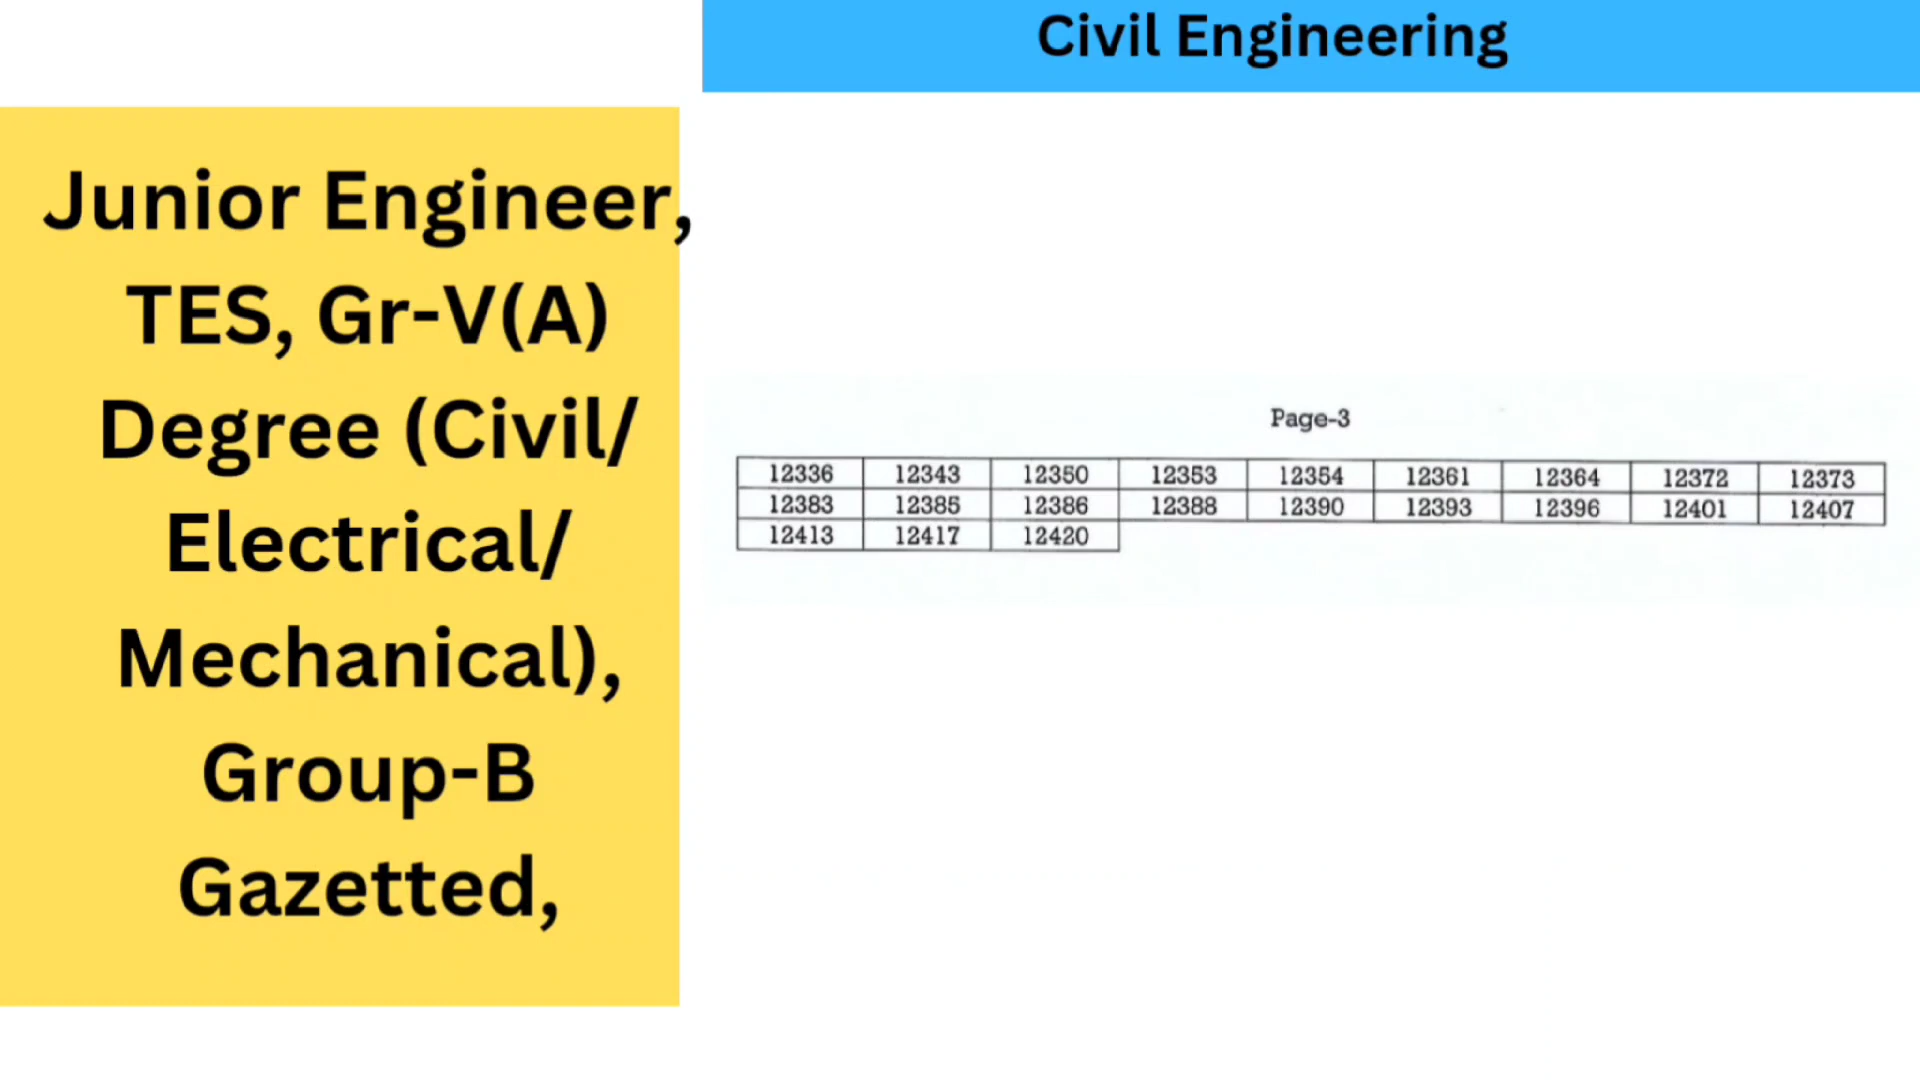 Civil Engineering
Junior Engineer,
TES, Gr-V(A)
Degree (Civil/
Electrical/
Mechanical),
Group-B
Gazetted,
Page-3
12336 12343 12350 12353 12354 12361 12364 12372 12373
12383 12385 12386 12388 12390 12393 12396 12401 12407
12413 12417 12420